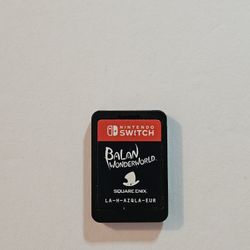 NINTENDO
SWITCH
BALAN
WONDERWORLD
SQUARE ENIX
LA-H-AZQLA-EUR